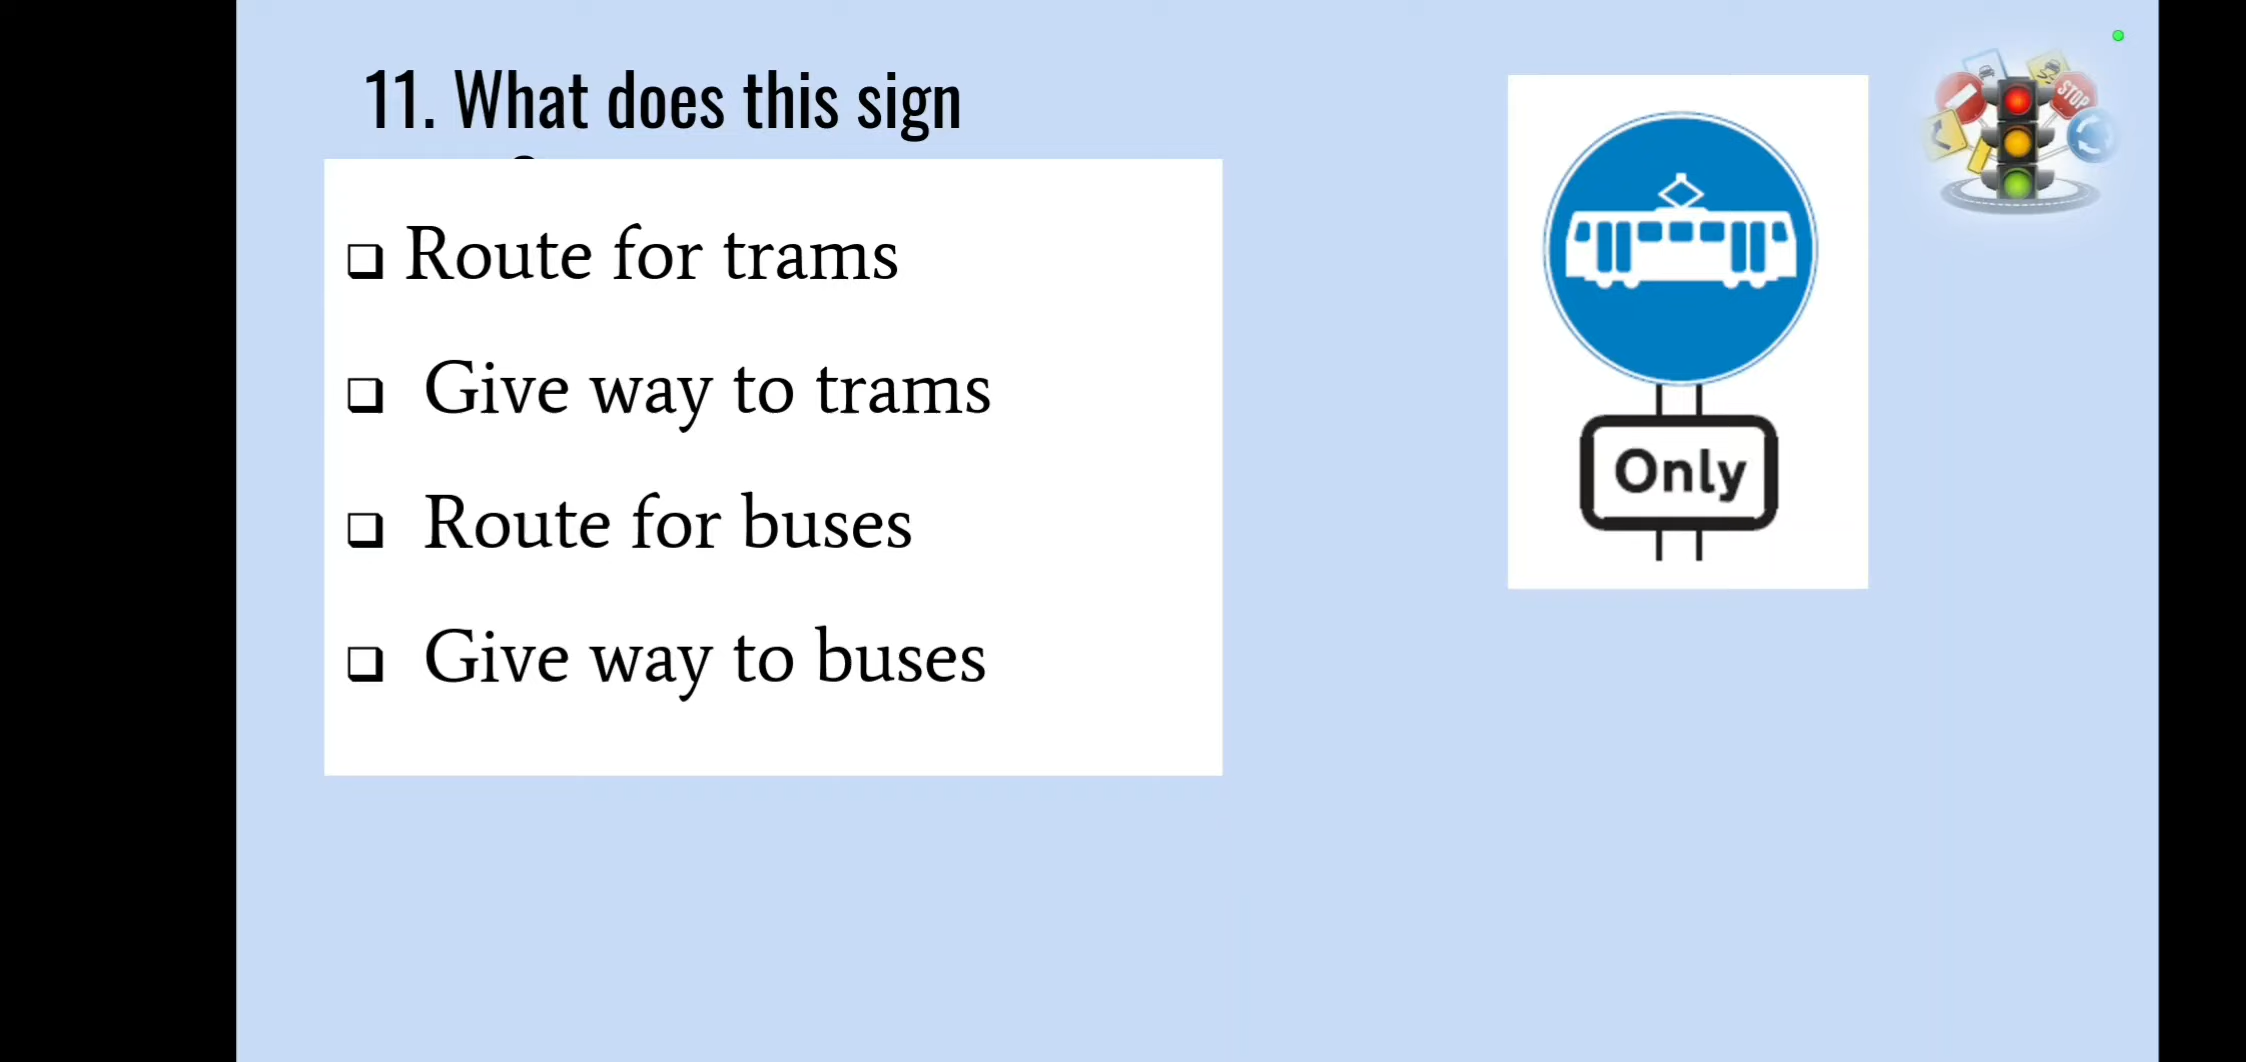 11. What does this sign
Route for trams
Give way to trams
Route for buses
Give way to buses
Only
STOP